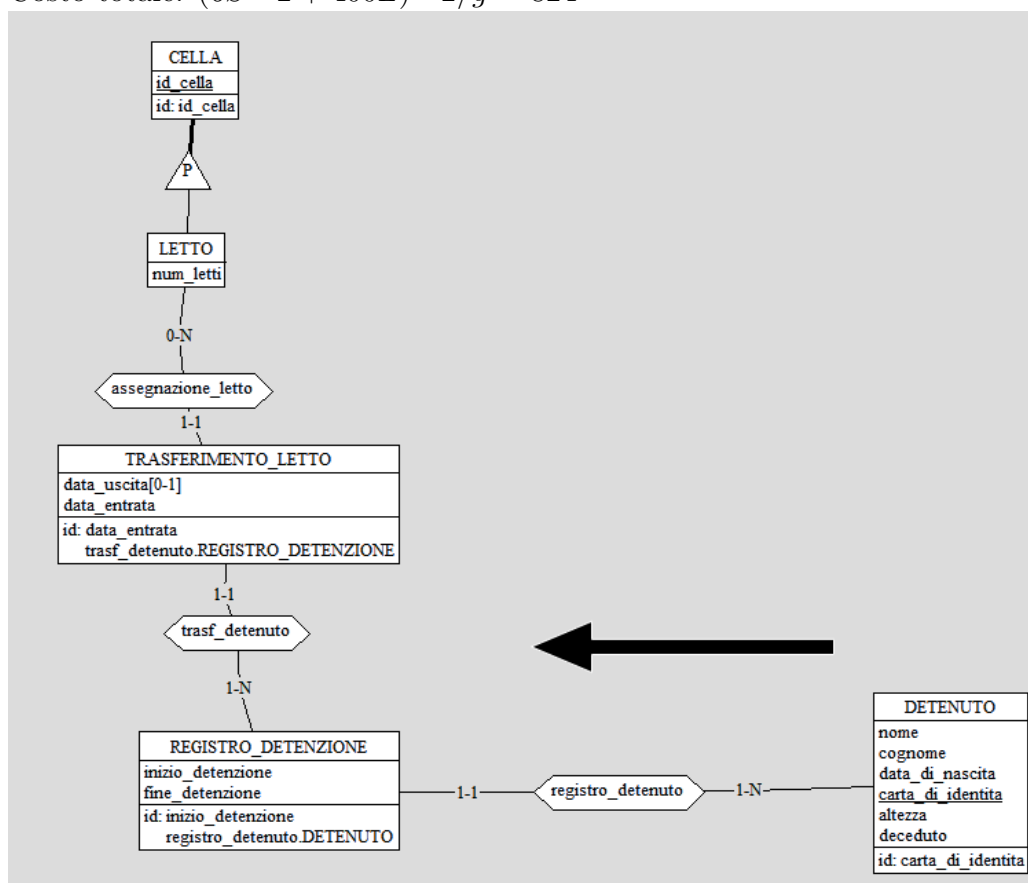 CELLA
id_cella
id: id_cella
P
LETTO
num_letti
0-N
assegnazione_letto
1-1
TRASFERIMENTO_LETTO
data_uscita[0-1]
data_entrata
id: data_entrata
trasf_detenuto.REGISTRO_DETENZIONE
1-1
trasf_detenuto
1-N
REGISTRO_DETENZIONE
inizio_detenzione
fine_detenzione
id: inizio_detenzione
registro_detenuto.DETENUTO
1-1
registro_detenuto
1-N
DETENUTO
nome
cognome
data_di_nascita
carta_di_identita
altezza
deceduto
id: carta_di_identita